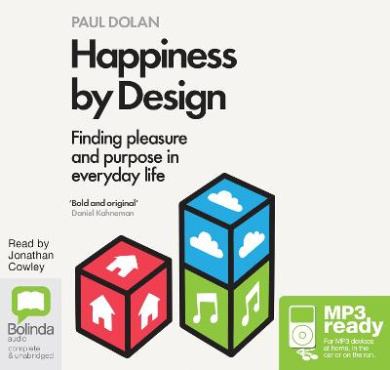 PAUL DOLAN
Happiness
by Design
Finding pleasure
and purpose in
everyday life
'Bold and original'
Daniel Kahneman
Read by
Jonathan
Cowley
Bolinda
audio
complete
& unabridged
MP3
ready
For MP3 devices
at home, in the
car or on the run.